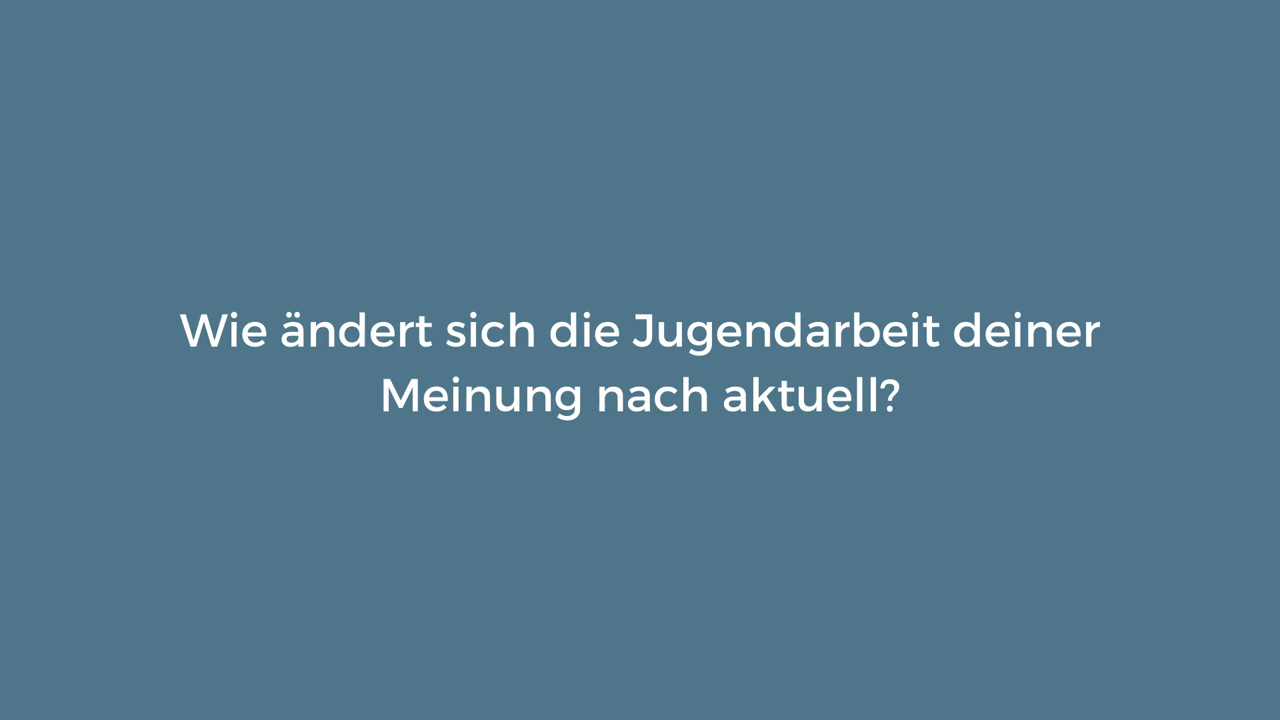 Wie ändert sich die Jugendarbeit deiner
Meinung nach aktuell?